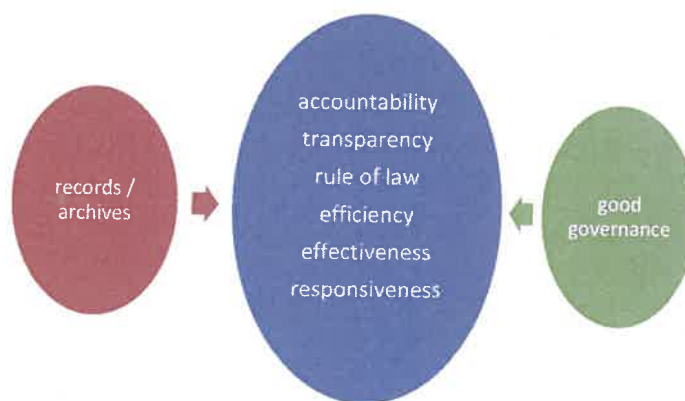 records /
archives
accountability
transparency
rule of law
efficiency
effectiveness
responsiveness
good
governance